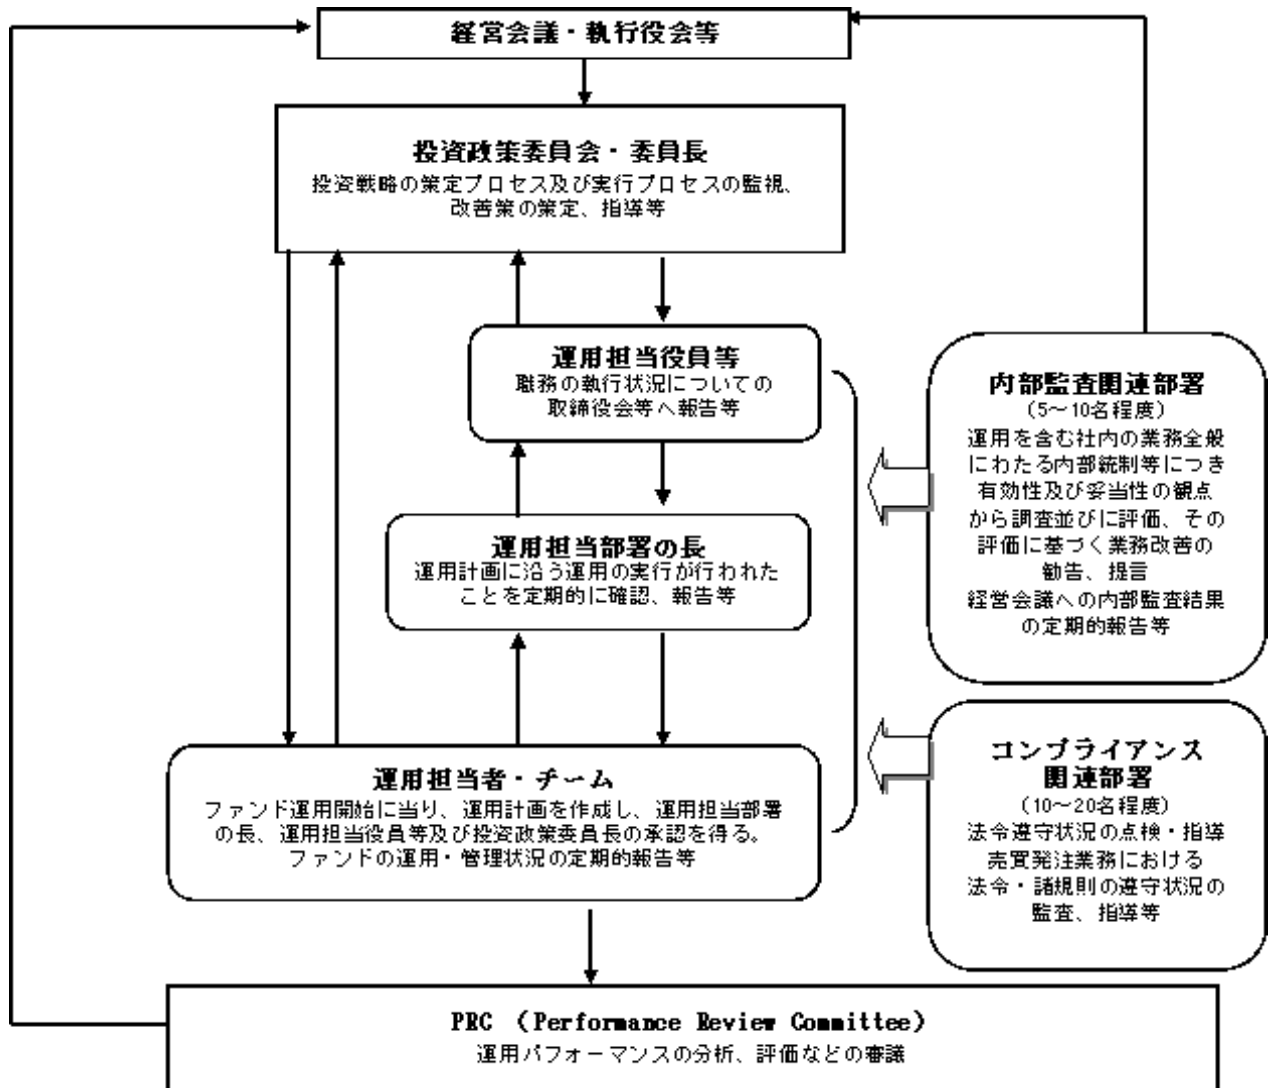 経営会議・執行役会等
投資政策委員会・委員長
投資戦略の策定プロセス及び実行プロセスの監視、
改善策の策定、指導等
運用担当役員等
職務の執行状況についての
取締役会等へ報告等
運用担当部署の長
運用計画に沿う運用の実行が行われた
ことを定期的に確認、報告等
運用担当者・チーム
ファンド運用開始に当り、運用計画を作成し、運用担当部署
の長、運用担当役員等及び投資政策委員長の承認を得る。
ファンドの運用・管理状況の定期的報告等
内部監査関連部署
(5～10名程度)
運用を含む社内の業務全般
にわたる内部統制等につき
有効性及び妥当性の観点
から調査並びに評価、その
評価に基づく業務改善の
勧告、提言
経営会議への内部監査結果
の定期的報告等
コンプライアンス
関連部署
(10～20名程度)
法令遵守状況の点検・指導
売買発注業務における
法令・諸規則の遵守状況の
監査、指導等
PRC （Performance Review Committee）
運用パフォーマンスの分析、評価などの審議